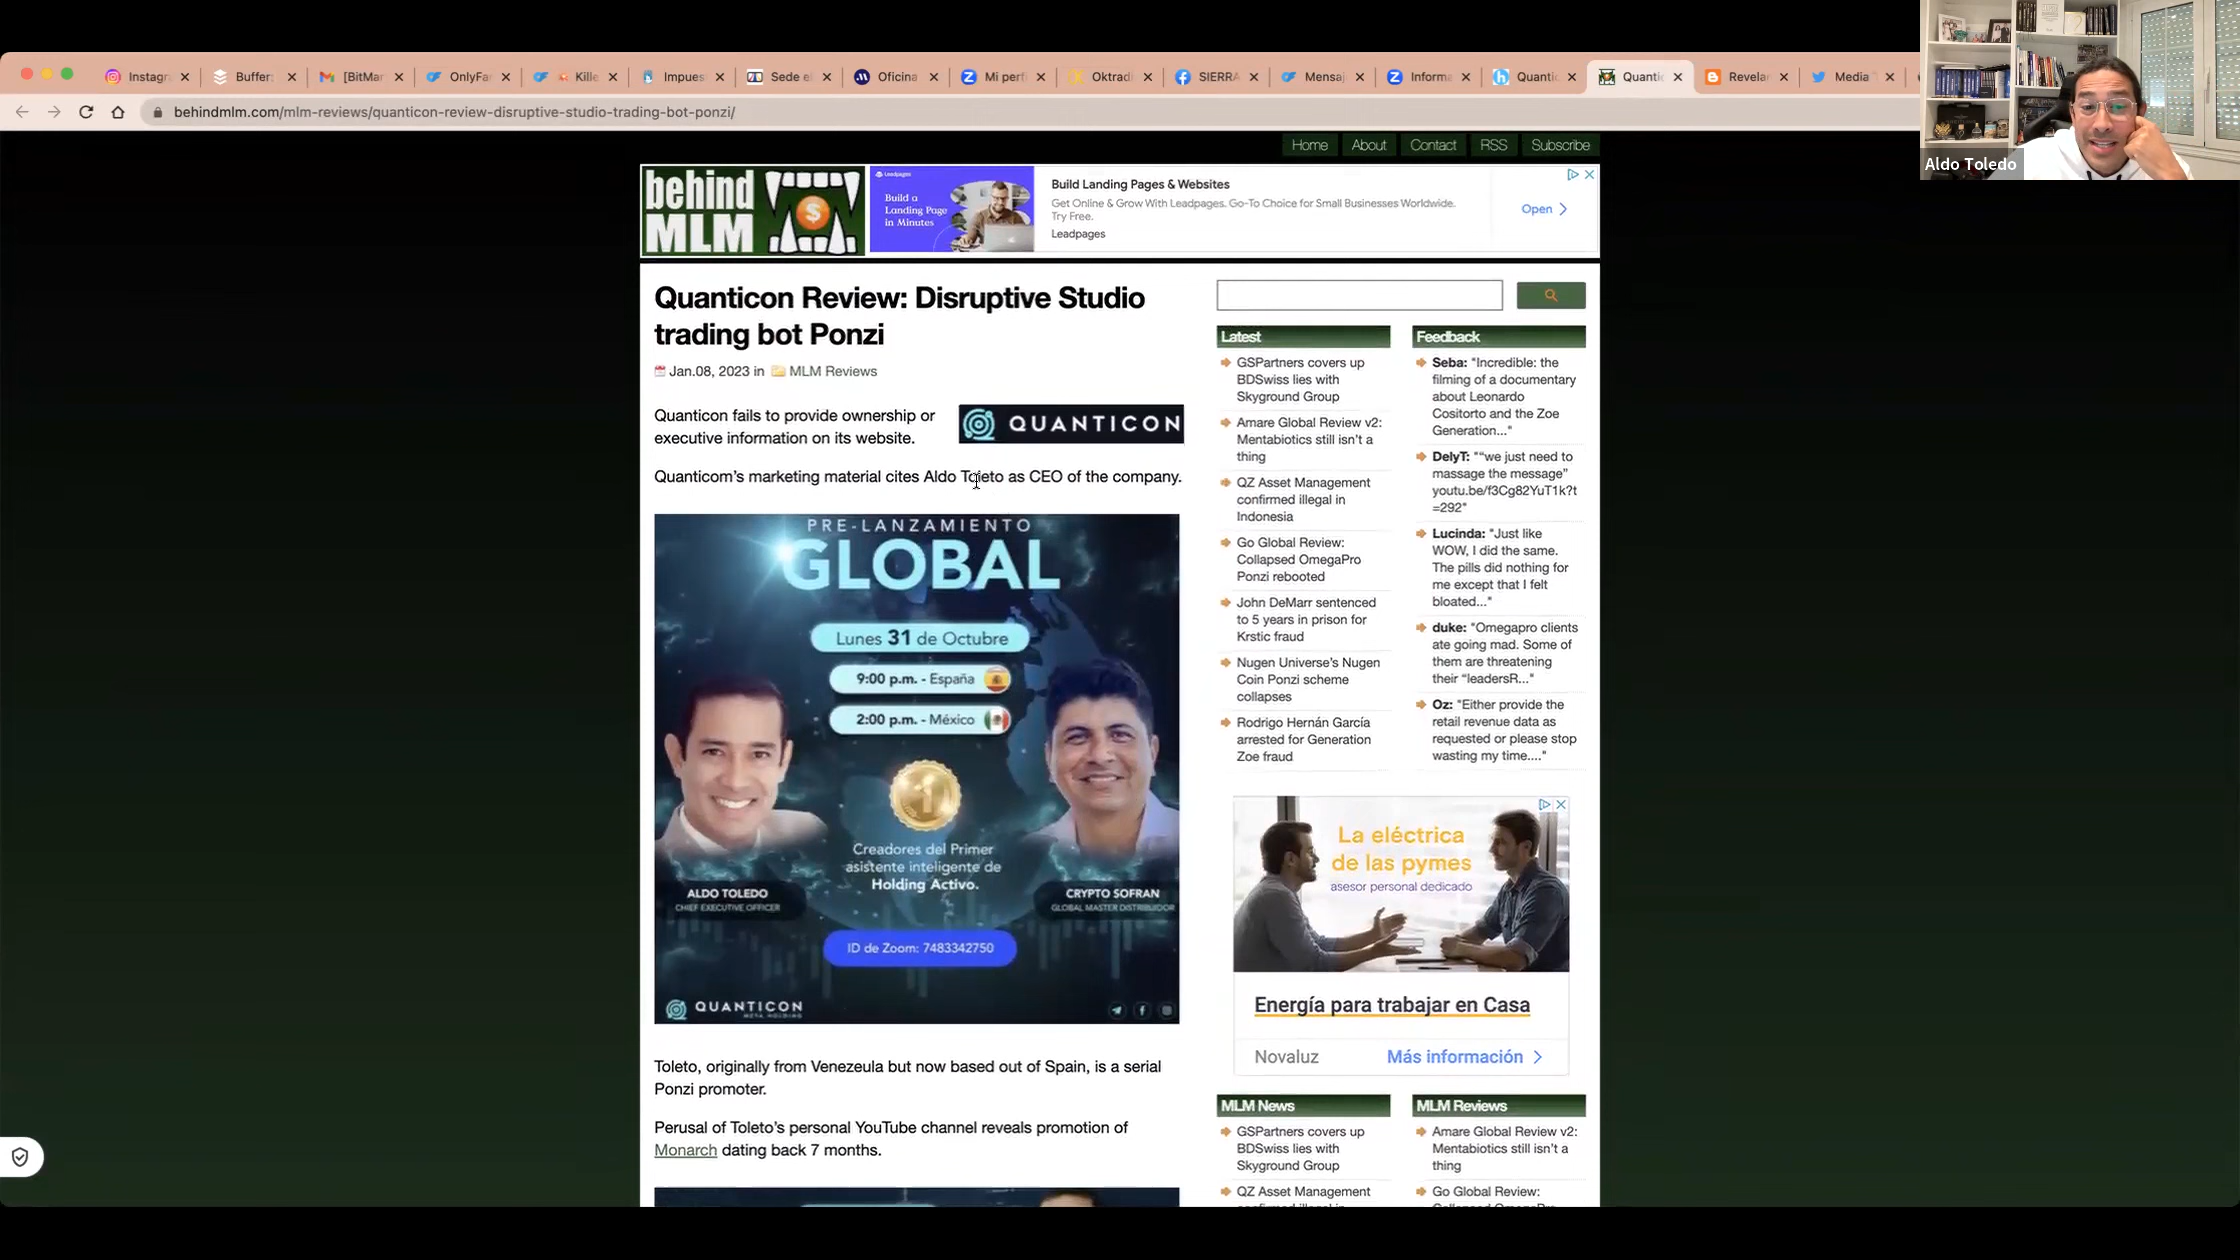 Instagr
Buffer:
[BitMar
OnlyFa
Kille
Impues
Sede e
Oficina
Mi perf
Oktradi
SIERRA
Mensaj
Informa
Quantic
Quantic
Revelar
Media
behindmlm.com/mlm-reviews/quanticon-review-disruptive-studio-trading-bot-ponzi/
Aldo Toledo
Home About Contact RSS Subscribe
behind
MLM
Leadpages
Build a
Landing Page
in Minutes
Build Landing Pages & Websites
Get Online & Grow With Leadpages. Go-To Choice for Small Businesses Worldwide.
Try Free.
Leadpages
Open
Quanticon Review: Disruptive Studio
trading bot Ponzi
Jan.08, 2023 in MLM Reviews
Quanticon fails to provide ownership or
executive information on its website.
QUANTICON
Quanticom's marketing material cites Aldo Toleto as CEO of the company.
PRE-LANZAMIENTO
GLOBAL
Lunes 31 de Octubre
9:00 p.m. - España
2:00 p.m. - México
1
Creadores del Primer
asistente inteligente de
Holding Activo.
ALDO TOLEDO
CHIEF EXECUTIVE OFFICER
CRYPTO SOFRAN
GLOBAL MASTER DISTRIBUIDOR
ID de Zoom: 7483342750
QUANTICON
META HOLDING
Toleto, originally from Venezeula but now based out of Spain, is a serial
Ponzi promoter.
Perusal of Toleto's personal YouTube channel reveals promotion of
Monarch dating back 7 months.
Latest
GSPartners covers up
BDSwiss lies with
Skyground Group
Amare Global Review v2:
Mentabiotics still isn't a
thing
QZ Asset Management
confirmed illegal in
Indonesia
Go Global Review:
Collapsed OmegaPro
Ponzi rebooted
John DeMarr sentenced
to 5 years in prison for
Krstic fraud
Nugen Universe's Nugen
Coin Ponzi scheme
collapses
Rodrigo Hernán García
arrested for Generation
Zoe fraud
Feedback
Seba: "Incredible: the
filming of a documentary
about Leonardo
Cositorto and the Zoe
Generation..."
DelyT: ""we just need to
massage the message"
youtu.be/f3Cg82YuT1k?t
=292"
Lucinda: "Just like
WOW, I did the same.
The pills did nothing for
me except that I felt
bloated..."
duke: "Omegapro clients
ate going mad. Some of
them are threatening
their "leadersR..."
Oz: "Either provide the
retail revenue data as
requested or please stop
wasting my time...."
La eléctrica
de las pymes
asesor personal dedicado
Energía para trabajar en Casa
Novaluz Más información
MLM News
GSPartners covers up
BDSwiss lies with
Skyground Group
QZ Asset Management
MLM Reviews
Amare Global Review v2:
Mentabiotics still isn't a
thing
Go Global Review: